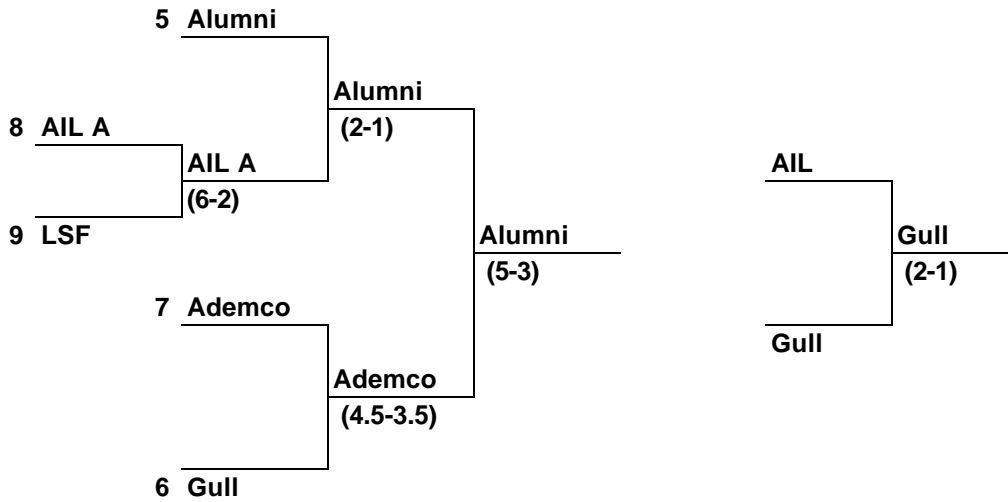 5 Alumni
Alumni
(2-1)
8 AIL A
AIL A
(6-2)
9 LSF
Alumni
(5-3)
7 Ademco
Ademco
(4.5-3.5)
6 Gull
AIL
Gull
(2-1)
Gull